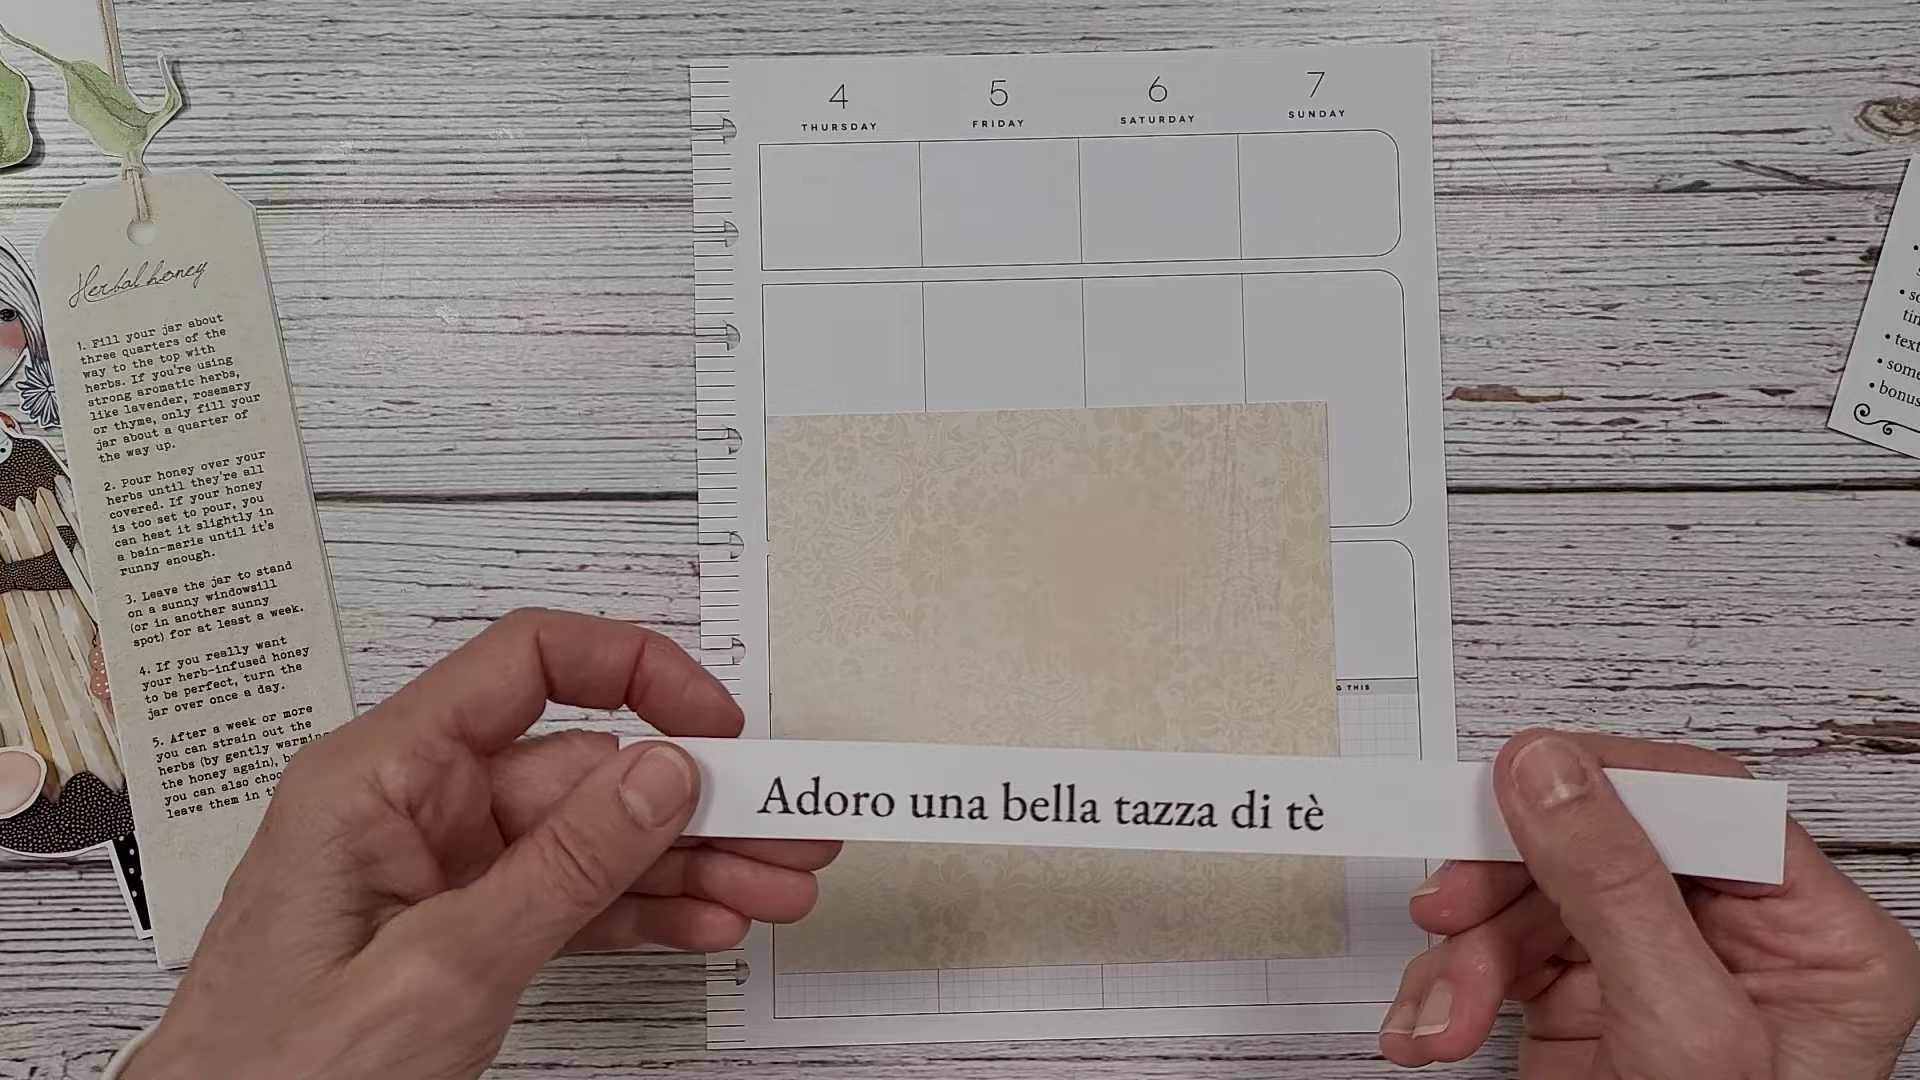 4 5 6 7
THURSDAY FRIDAY SATURDAY SUNDAY
Herbal honey
1. Fill your jar about
three quarters of the
way to the top with
herbs. If you're using
strong aromatic herbs,
like lavender, rosemary
or thyme, only fill your
jar about a quarter of
the way up.
2. Pour honey over your
herbs until they're all
covered. If your honey
is too set to pour, you
can heat it slightly in
a bain-marie until it's
runny enough.
3. Leave the jar to stand
on a sunny windowsill
(or in another sunny
spot) for at least a week.
4. If you really want
your herb-infused honey
to be perfect, turn the
jar over once a day.
5. After a week or more
you can strain out the
herbs (by gently warming
the honey again),
you can also
leave them in
THIS
Adoro una bella tazza di tè
• text
• some
• bonus